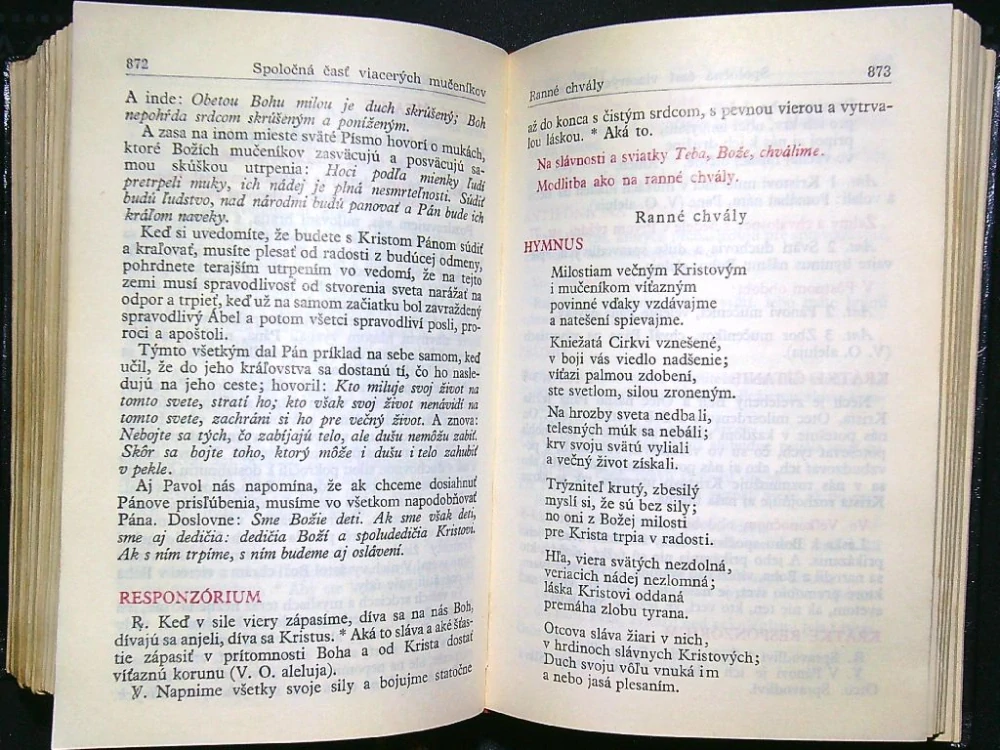 872
Spoločná časť viacerých mučeníkov
A inde: Obetou Bohu milou je duch skrúšený; Boh
nepohŕda srdcom skrúšeným a poníženým.
A zasa na inom mieste sväté Písmo hovorí o mukách,
ktoré Božích mučeníkov zasväcujú a posväcujú sa-
mou skúškou utrpenia: Hoci podľa mienky ľudí
pretrpeli muky, ich nádej je plná nesmrteľnosti. Súdiť
budú ľudstvo, nad národmi budú panovať a Pán bude ich
kráľom naveky.
Keď si uvedomíte, že budete s Kristom Pánom súdiť
a kraľovať, musíte plesať od radosti z budúcej odmeny,
pohrdnete terajším utrpením vo vedomí, že na tejto
zemi musí spravodlivosť od stvorenia sveta narážať na
odpor a trpieť, keď už na samom začiatku bol zavraždený
spravodlivý Ábel a potom všetci spravodliví posli, pro-
roci a apoštoli.
Týmto všetkým dal Pán príklad na sebe samom, keď
učil, že do jeho kráľovstva sa dostanú tí, čo ho nasle-
dujú na jeho ceste; hovoril: Kto miluje svoj život na
tomto svete, stratí ho; kto však svoj život nenávidí na
tomto svete, zachráni si ho pre večný život. A znova:
Nebojte sa tých, čo zabíjajú telo, ale dušu nemôžu zabiť.
Skôr sa bojte toho, ktorý môže i dušu i telo zahubiť
v pekle.
Aj Pavol nás napomína, že ak chceme dosiahnuť
Pánove prisľúbenia, musíme vo všetkom napodobňovať
Pána. Doslovne: Sme Božie deti. Ak sme však deti,
sme aj dedičia: dedičia Boží a spoludedičia Kristovi.
Ak s ním trpíme, s ním budeme aj oslávení.
RESPONZÓRIUM
℟. Keď v sile viery zápasíme, díva sa na nás Boh,
dívajú sa anjeli, díva sa Kristus. * Aká to sláva a aké šťas-
tie zápasiť v prítomnosti Boha a od Krista dostať
víťaznú korunu (V. O. aleluja).
℣. Napnime všetky svoje sily a bojujme statočne
Ranné chvály
873
až do konca s čistým srdcom, s pevnou vierou a vytrva-
lou láskou. * Aká to.
Na slávnosti a sviatky Teba, Bože, chválime.
Modlitba ako na ranné chvály.
Ranné chvály
HYMNUS
Milostiam večným Kristovým
i mučeníkom víťazným
povinné vďaky vzdávajme
a natešení spievajme.
Kniežatá Cirkvi vznešené,
v boji vás viedlo nadšenie;
víťazi palmou zdobení,
ste svetlom, silou zroneným.
Na hrozby sveta nedbali,
telesných múk sa nebáli;
krv svoju svätú vyliali
a večný život získali.
Trýzniteľ krutý, zbesilý
myslí si, že sú bez sily;
no oni z Božej milosti
pre Krista trpia v radosti.
Hľa, viera svätých nezdolná,
veriacich nádej nezlomná;
láska Kristovi oddaná
premáha zlobu tyrana.
Otcova sláva žiari v nich,
v hrdinoch slávnych Kristových;
Duch svoju vôľu vnuká im
a nebo jasá plesaním.